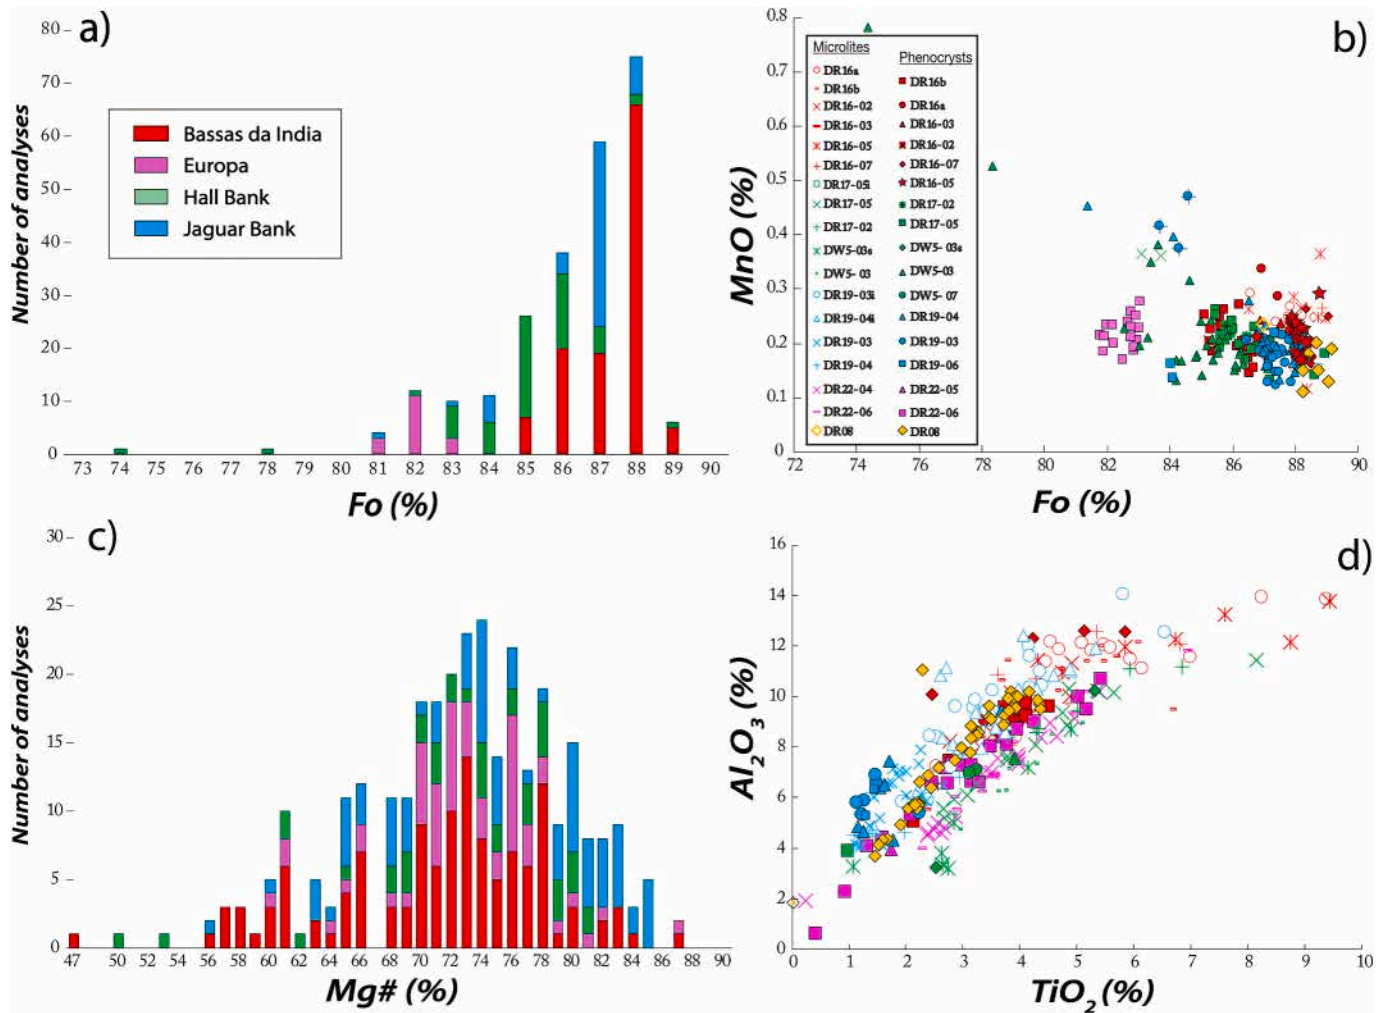 a)
Number of analyses
80
70
60
50
40
30
20
10
0
Bassas da India
Europa
Hall Bank
Jaguar Bank
73 74 75 76 77 78 79 80 81 82 83 84 85 86 87 88 89 90
Fo (%)
b)
MnO (%)
0.8
0.7
0.6
0.5
0.4
0.3
0.2
0.1
0
Microlites
DR16a
DR16b
DR16-02
DR16-03
DR16-05
DR16-07
DR17-05i
DR17-05
DR17-02
DW5-03s
DW5-03
DR19-03i
DR19-04i
DR19-03
DR19-04
DR22-04
DR22-06
DR08
Phenocrysts
DR16b
DR16a
DR16-03
DR16-02
DR16-07
DR16-05
DR17-02
DR17-05
DW5-03s
DW5-03
DW5-07
DR19-04
DR19-03
DR19-06
DR22-05
DR22-06
DR08
72 74 76 78 80 82 84 86 88 90
Fo (%)
c)
Number of analyses
30
25
20
15
10
5
0
47 50 52 54 56 58 60 62 64 66 68 70 72 74 76 78 80 82 84 86 88 90
Mg# (%)
d)
Al2O3 (%)
16
14
12
10
8
6
4
2
0
0 1 2 3 4 5 6 7 8 9 10
TiO2 (%)